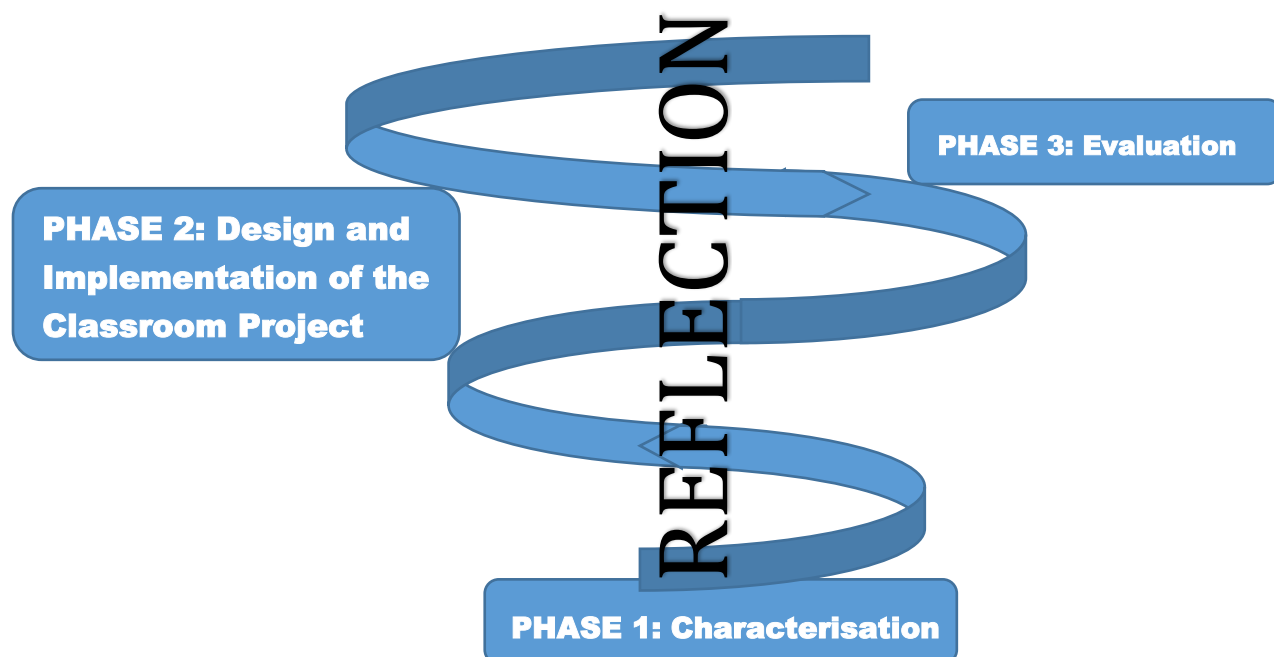 REFLECTION
PHASE 3: Evaluation
PHASE 2: Design and
Implementation of the
Classroom Project
PHASE 1: Characterisation